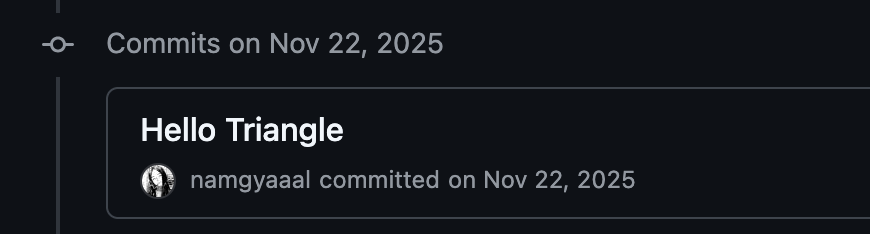 Commits on Nov 22, 2025
Hello Triangle
namgyaaal committed on Nov 22, 2025